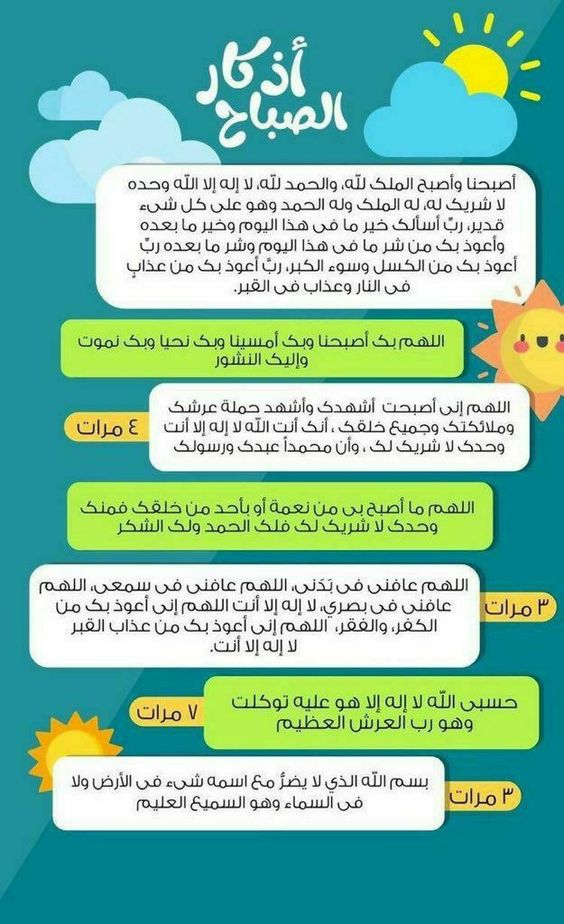 أذكار
الصباح
أصبحنا وأصبح الملك لله، والحمد لله، لا إله إلا الله وحده
لا شريك له، له الملك وله الحمد وهو على كل شيء
قدير، ربِّ أسألك خير ما في هذا اليوم وخير ما بعده
وأعوذ بك من شر ما في هذا اليوم وشر ما بعده ربِّ
أعوذ بك من الكسل وسوء الكبر، ربَّ أعوذ بك من عذابٍ
في النار وعذاب في القبر.
اللهم بك أصبحنا وبك أمسينا وبك نحيا وبك نموت
وإليك النشور
اللهم إني أصبحت أشهدك وأشهد حملة عرشك
وملائكتك وجميع خلقك ، أنك أنت الله لا إله إلا أنت
وحدك لا شريك لك ، وأن محمداً عبدك ورسولك
٤ مرات
اللهم ما أصبح بي من نعمة أو بأحد من خلقك فمنك
وحدك لا شريك لك فلك الحمد ولك الشكر
٣ مرات
اللهم عافني في بَدَني، اللهم عافني في سمعي، اللهم
عافني في بصري، لا إله إلا أنت اللهم إني أعوذ بك من
الكفر، والفقر، اللهم إني أعوذ بك من عذاب القبر
لا إله إلا أنت.
حسبي الله لا إله إلا هو عليه توكلت
وهو رب العرش العظيم
٧ مرات
٣ مرات
بسم الله الذي لا يضرُّ مع اسمه شيء في الأرض ولا
في السماء وهو السميع العليم